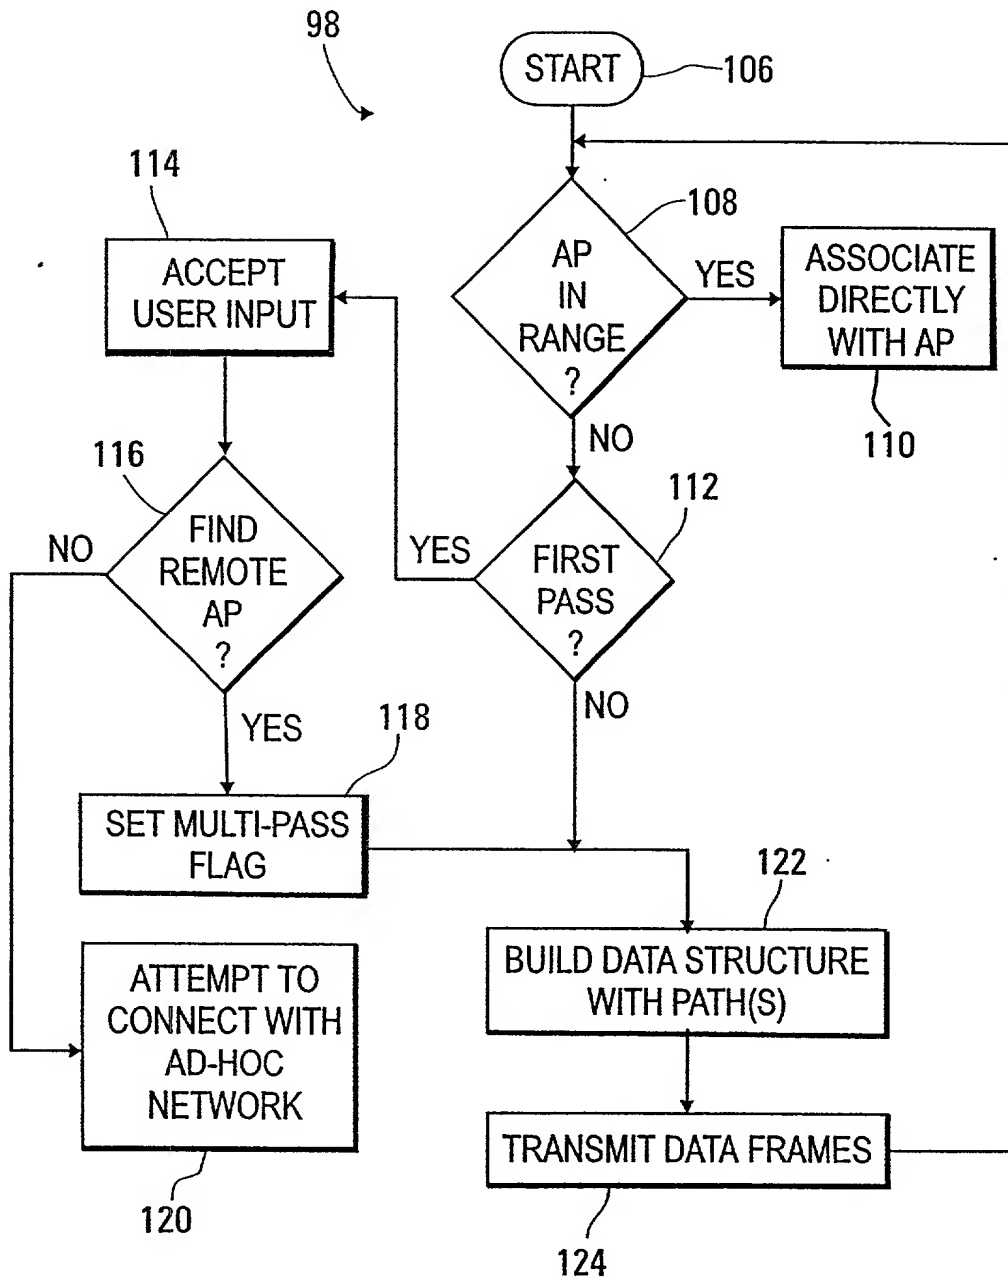 98
START
106
114
108
ACCEPT
USER INPUT
AP
IN
RANGE
?
YES
ASSOCIATE
DIRECTLY
WITH AP
110
NO
116
112
NO
FIND
REMOTE
AP
?
YES
FIRST
PASS
?
YES
NO
118
SET MULTI-PASS
FLAG
122
BUILD DATA STRUCTURE
WITH PATH(S)
ATTEMPT TO
CONNECT WITH
AD-HOC
NETWORK
TRANSMIT DATA FRAMES
120
124